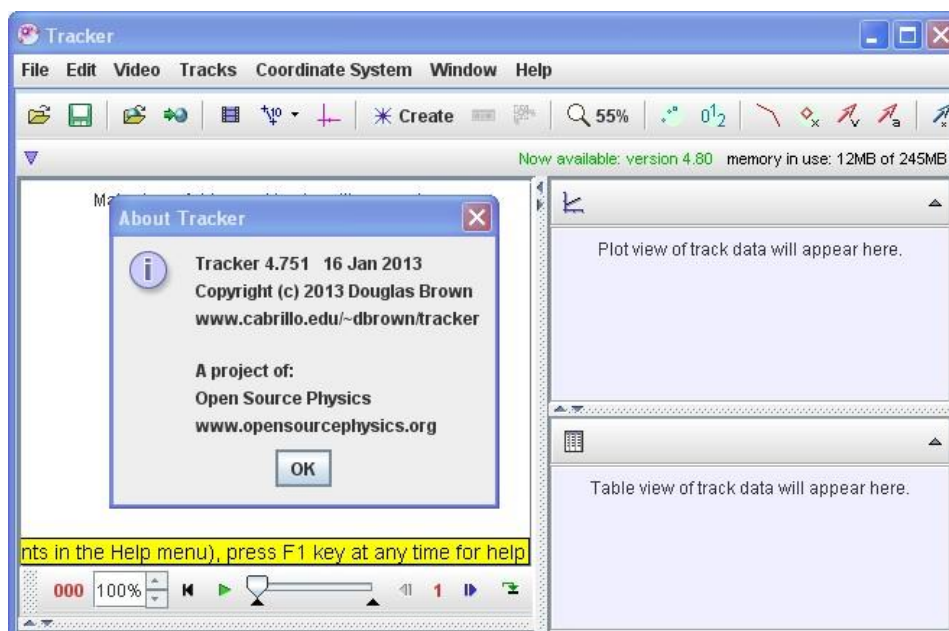 Tracker
File Edit Video Tracks Coordinate System Window Help
Create 55% 0 1 2 x v a x
Now available: version 4.80 memory in use: 12MB of 245MB
About Tracker
Tracker 4.751 16 Jan 2013
Copyright (c) 2013 Douglas Brown
www.cabrillo.edu/~dbrown/tracker
A project of:
Open Source Physics
www.opensourcephysics.org
OK
Plot view of track data will appear here.
Table view of track data will appear here.
nts in the Help menu), press F1 key at any time for help
000 100% 1